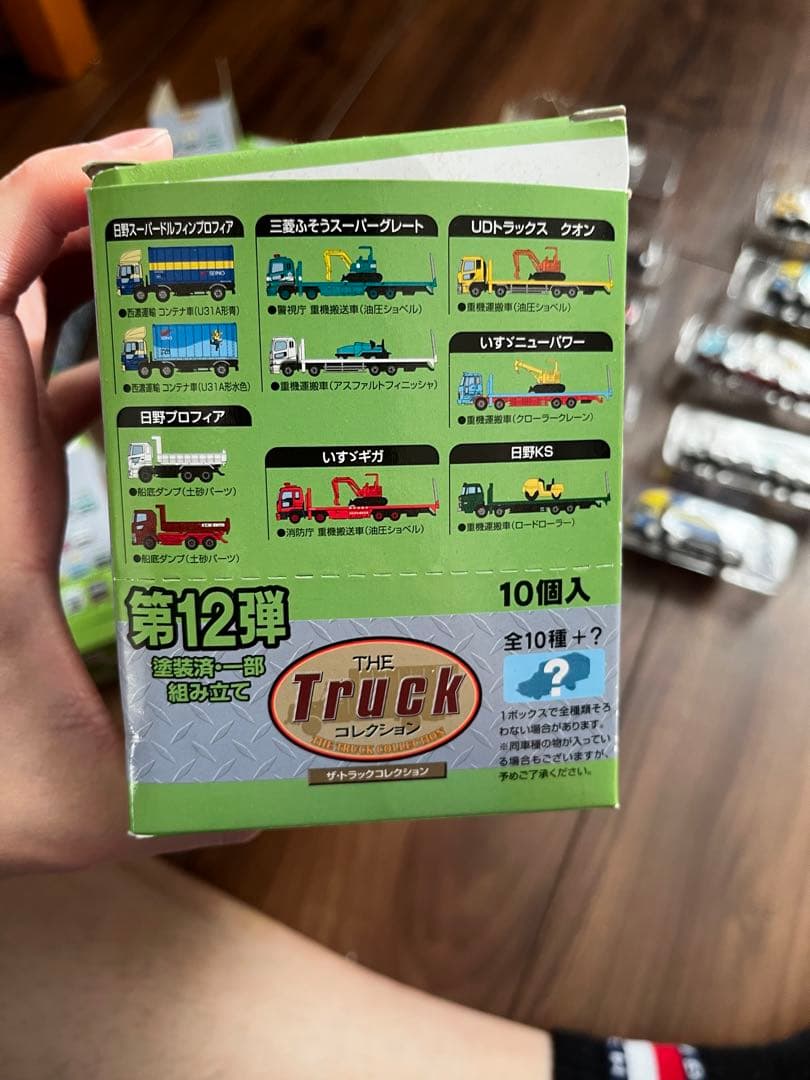 日野スーパードルフィンプロフィア
●西濃運輸 コンテナ車(U31A形青)
●西濃運輸 コンテナ車(U31A形水色)
日野プロフィア
●船底ダンプ(土砂パーツ)
●船底ダンプ(土砂パーツ)
三菱ふそうスーパーグレート
●警視庁 重機搬送車(油圧ショベル)
●重機運搬車(アスファルトフィニッシャ)
いすゞギガ
●消防庁 重機搬送車(油圧ショベル)
UDトラックス クオン
●重機運搬車(油圧ショベル)
いすゞニューパワー
●重機運搬車(クローラークレーン)
日野KS
●重機運搬車(ロードローラー)
第12弾
塗装済・一部
組み立て
THE
Truck
コレクション
THE TRUCK COLLECTION
ザ・トラックコレクション
10個入
全10種+?
?
1ボックスで全種類そろ
わない場合があります。
※同車種の物が入ってい
る場合もございますが、
予めご了承ください。